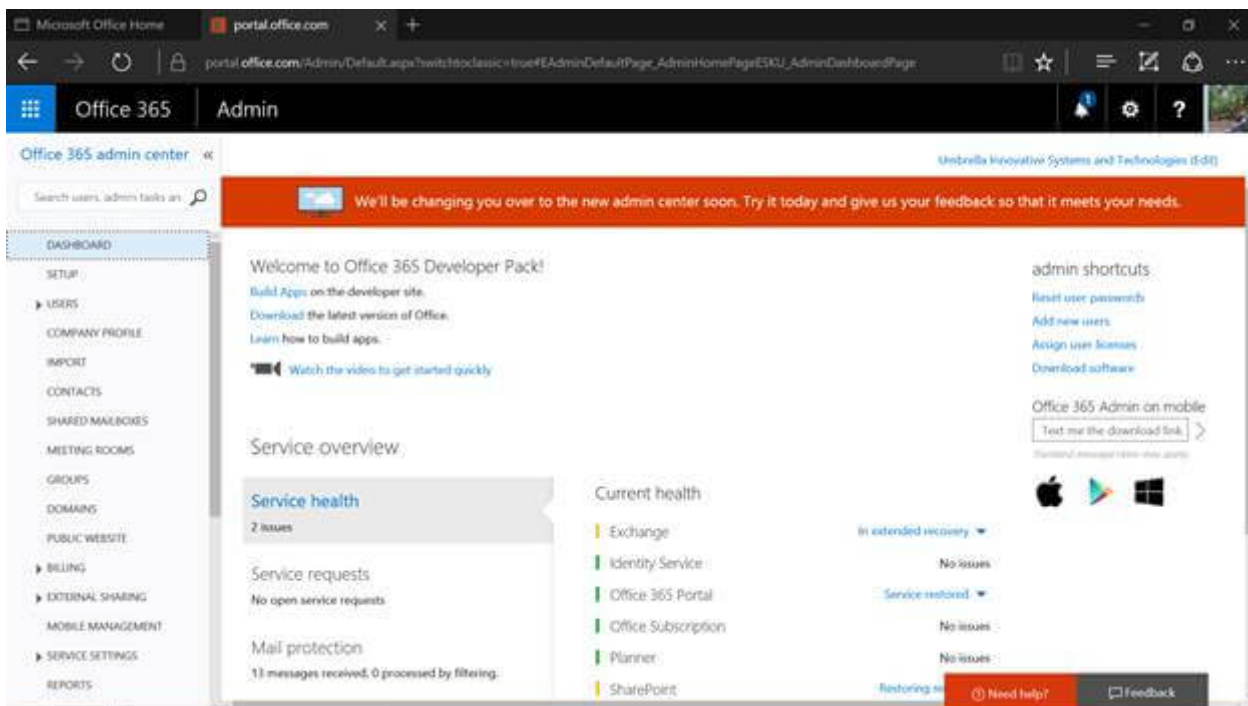 Microsoft Office Home
portal.office.com
portal.office.com/Admin/Default.aspx?switchtoclassic=true#EAdminDefaultPage_AdminHomePageESKU_AdminDashboardPage
Office 365
Admin
1
?
Office 365 admin center «
Umbrella Innovative Systems and Technologies (Edit)
Search users, admin tasks an
We'll be changing you over to the new admin center soon. Try it today and give us your feedback so that it meets your needs.
DASHBOARD
SETUP
USERS
COMPANY PROFILE
IMPORT
CONTACTS
SHARED MAILBOXES
MEETING ROOMS
GROUPS
DOMAINS
PUBLIC WEBSITE
BILLING
EXTERNAL SHARING
MOBILE MANAGEMENT
SERVICE SETTINGS
REPORTS
Welcome to Office 365 Developer Pack!
Build Apps on the developer site.
Download the latest version of Office.
Learn how to build apps.
Watch the video to get started quickly
Service overview
Service health
2 issues
Service requests
No open service requests
Mail protection
13 messages received, 0 processed by filtering.
Current health
Exchange In extended recovery
Identity Service No issues
Office 365 Portal Service restored
Office Subscription No issues
Planner No issues
SharePoint Restoring
admin shortcuts
Reset user passwords
Add new users
Assign user licenses
Download software
Office 365 Admin on mobile
Text me the download link
Need help?
Feedback